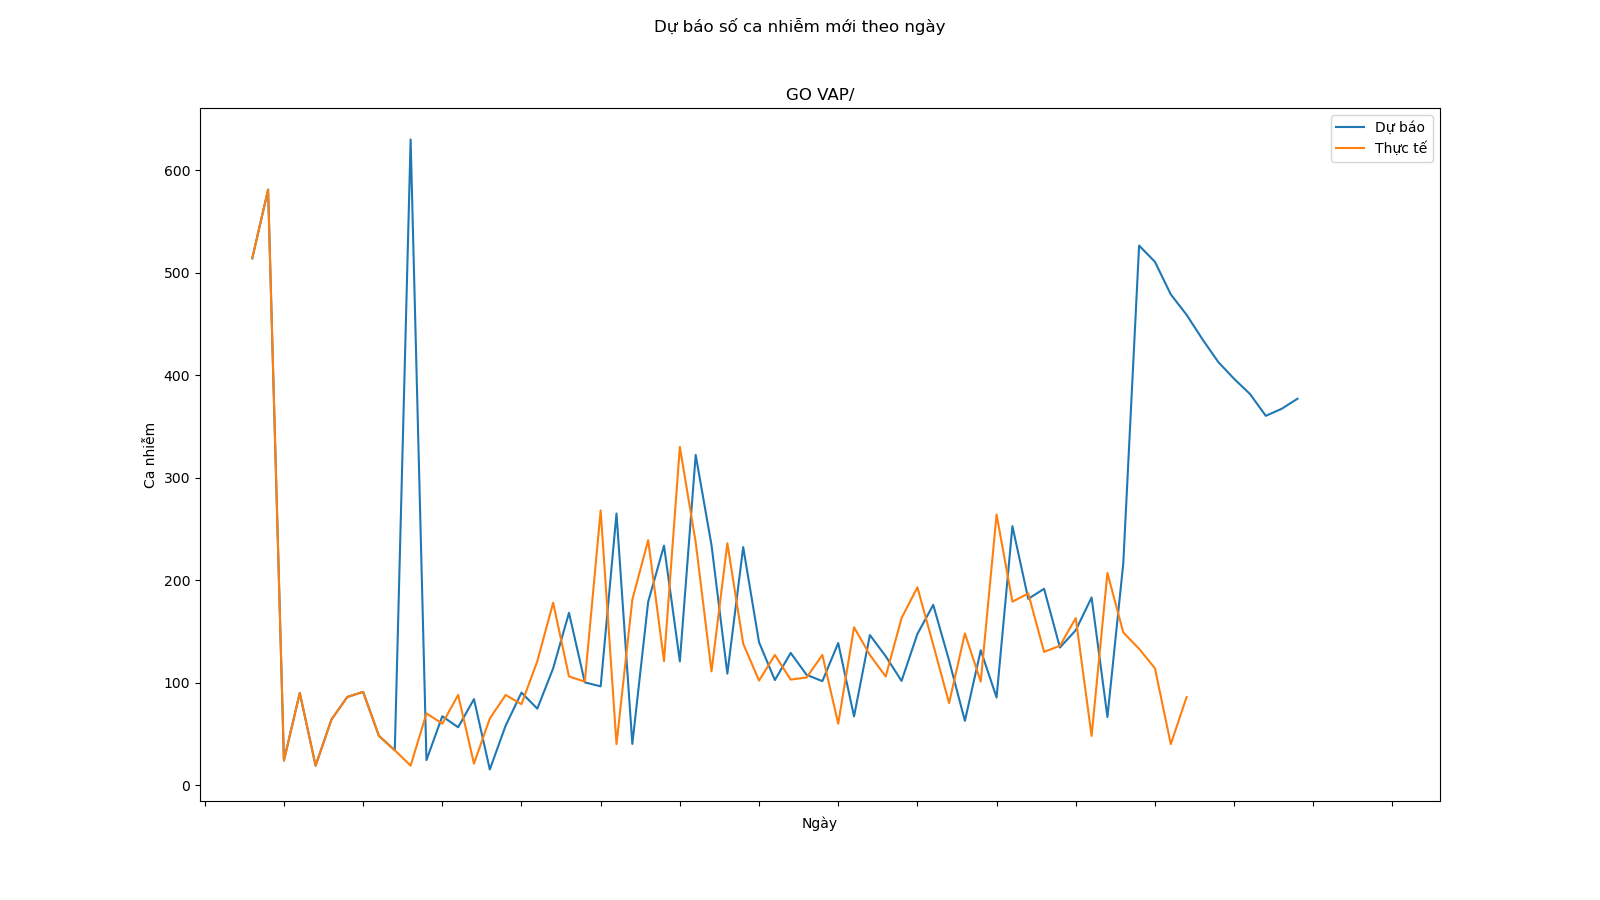 Dự báo số ca nhiễm mới theo ngày
GO VAP/
Dự báo
Thực tế
600
500
400
300
200
100
0
Ca nhiễm
Ngày